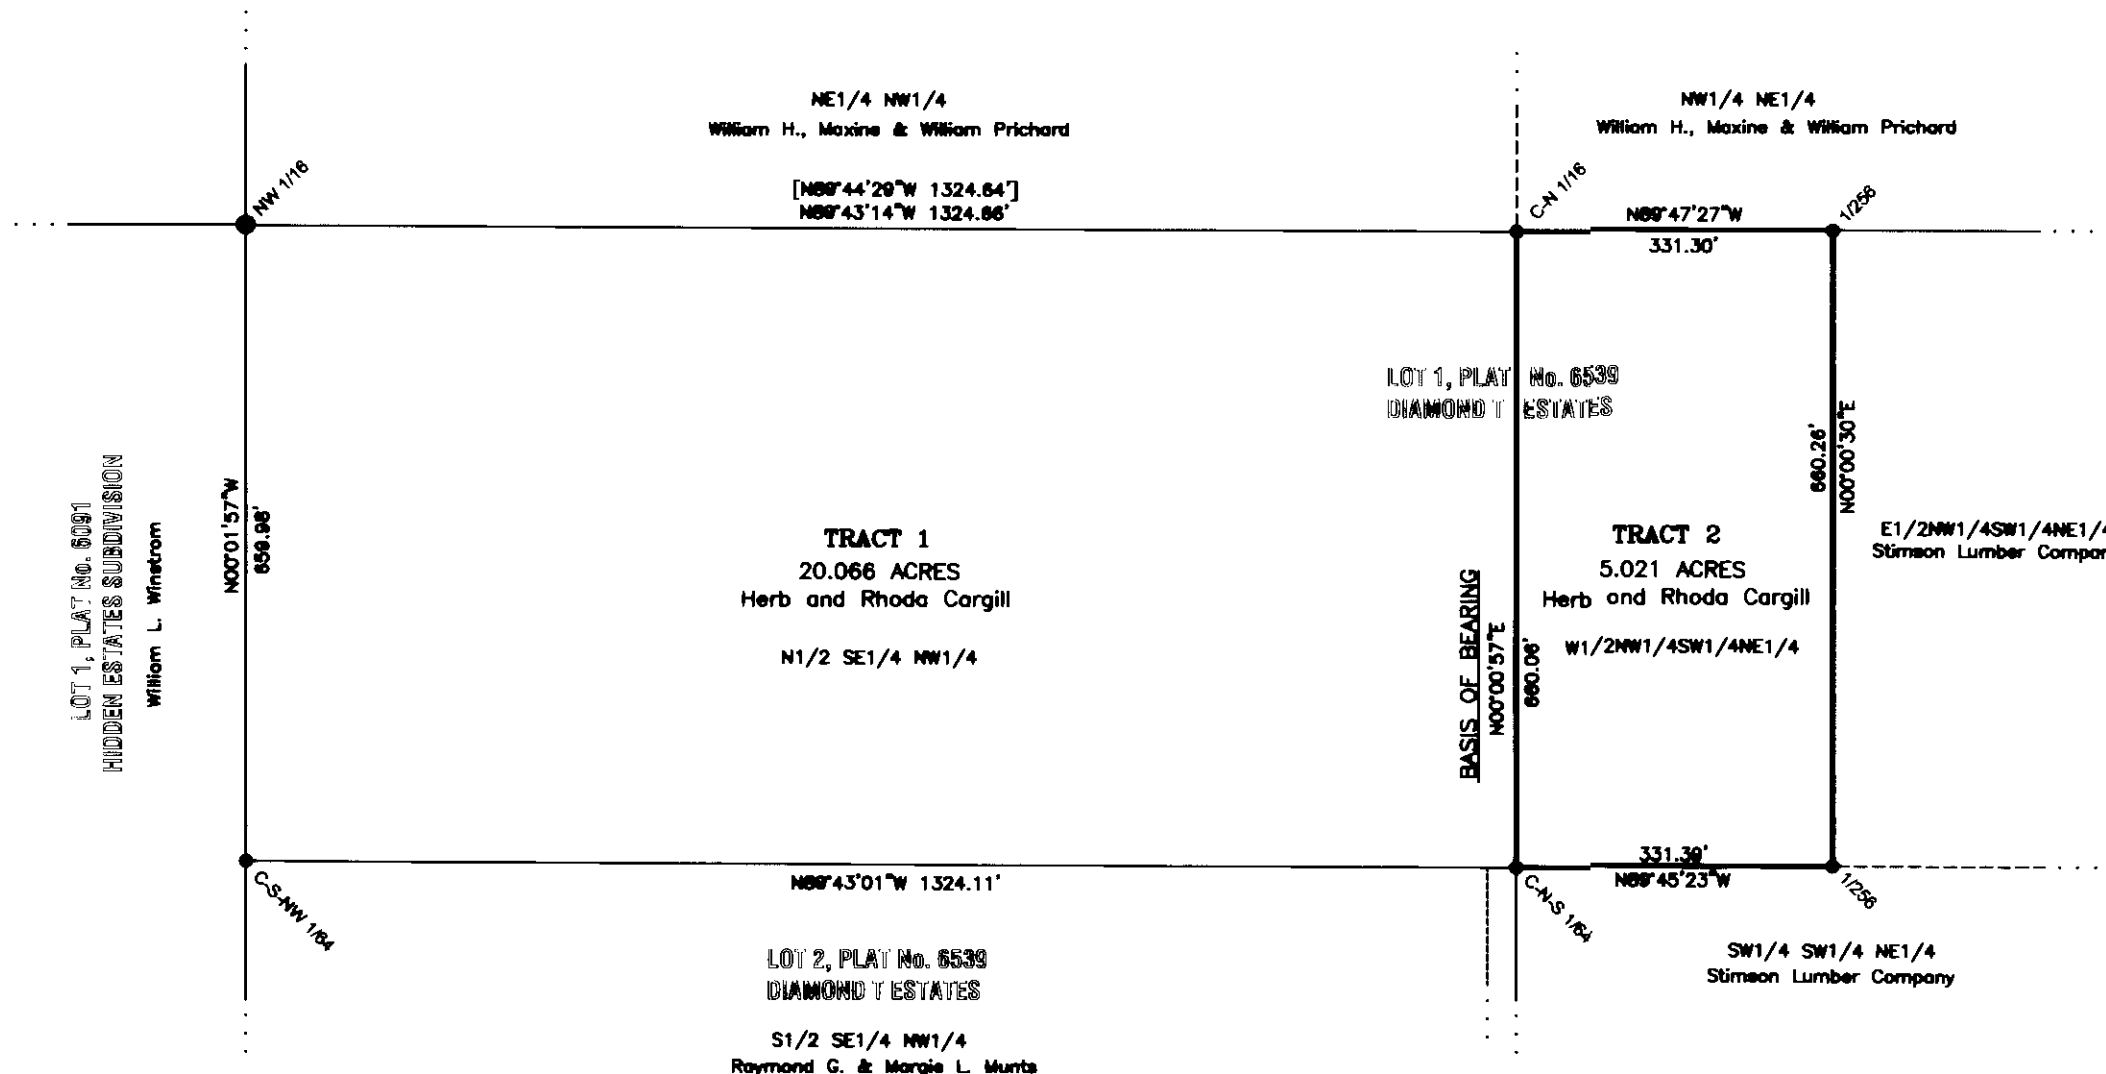 NE1/4 NW1/4
William H., Maxine & William Prichard
NW1/4 NE1/4
William H., Maxine & William Prichard
NW 1/16
[N89°44'29"W 1324.64']
N89°43'14"W 1324.66'
C-N 1/16
N89°47'27"W
331.30'
1/256
LOT 1, PLAT No. 6539
DIAMOND T ESTATES
LOT 1, PLAT No. 6091
HIDDEN ESTATES SUBDIVISION
William L. Winstrom
N00°01'57"W
659.98'
TRACT 1
20.066 ACRES
Herb and Rhoda Cargill
N1/2 SE1/4 NW1/4
BASIS OF BEARING
N00°00'57"E
660.06'
TRACT 2
5.021 ACRES
Herb and Rhoda Cargill
W1/2NW1/4SW1/4NE1/4
660.26'
N00°00'30"E
E1/2NW1/4SW1/4NE1/4
Stimson Lumber Compan
C-S-NW 1/64
N89°43'01"W 1324.11'
C-N-S 1/64
331.39'
N89°45'23"W
1/256
LOT 2, PLAT No. 6539
DIAMOND T ESTATES
S1/2 SE1/4 NW1/4
Raymond G. & Margie L. Munts
SW1/4 SW1/4 NE1/4
Stimson Lumber Company